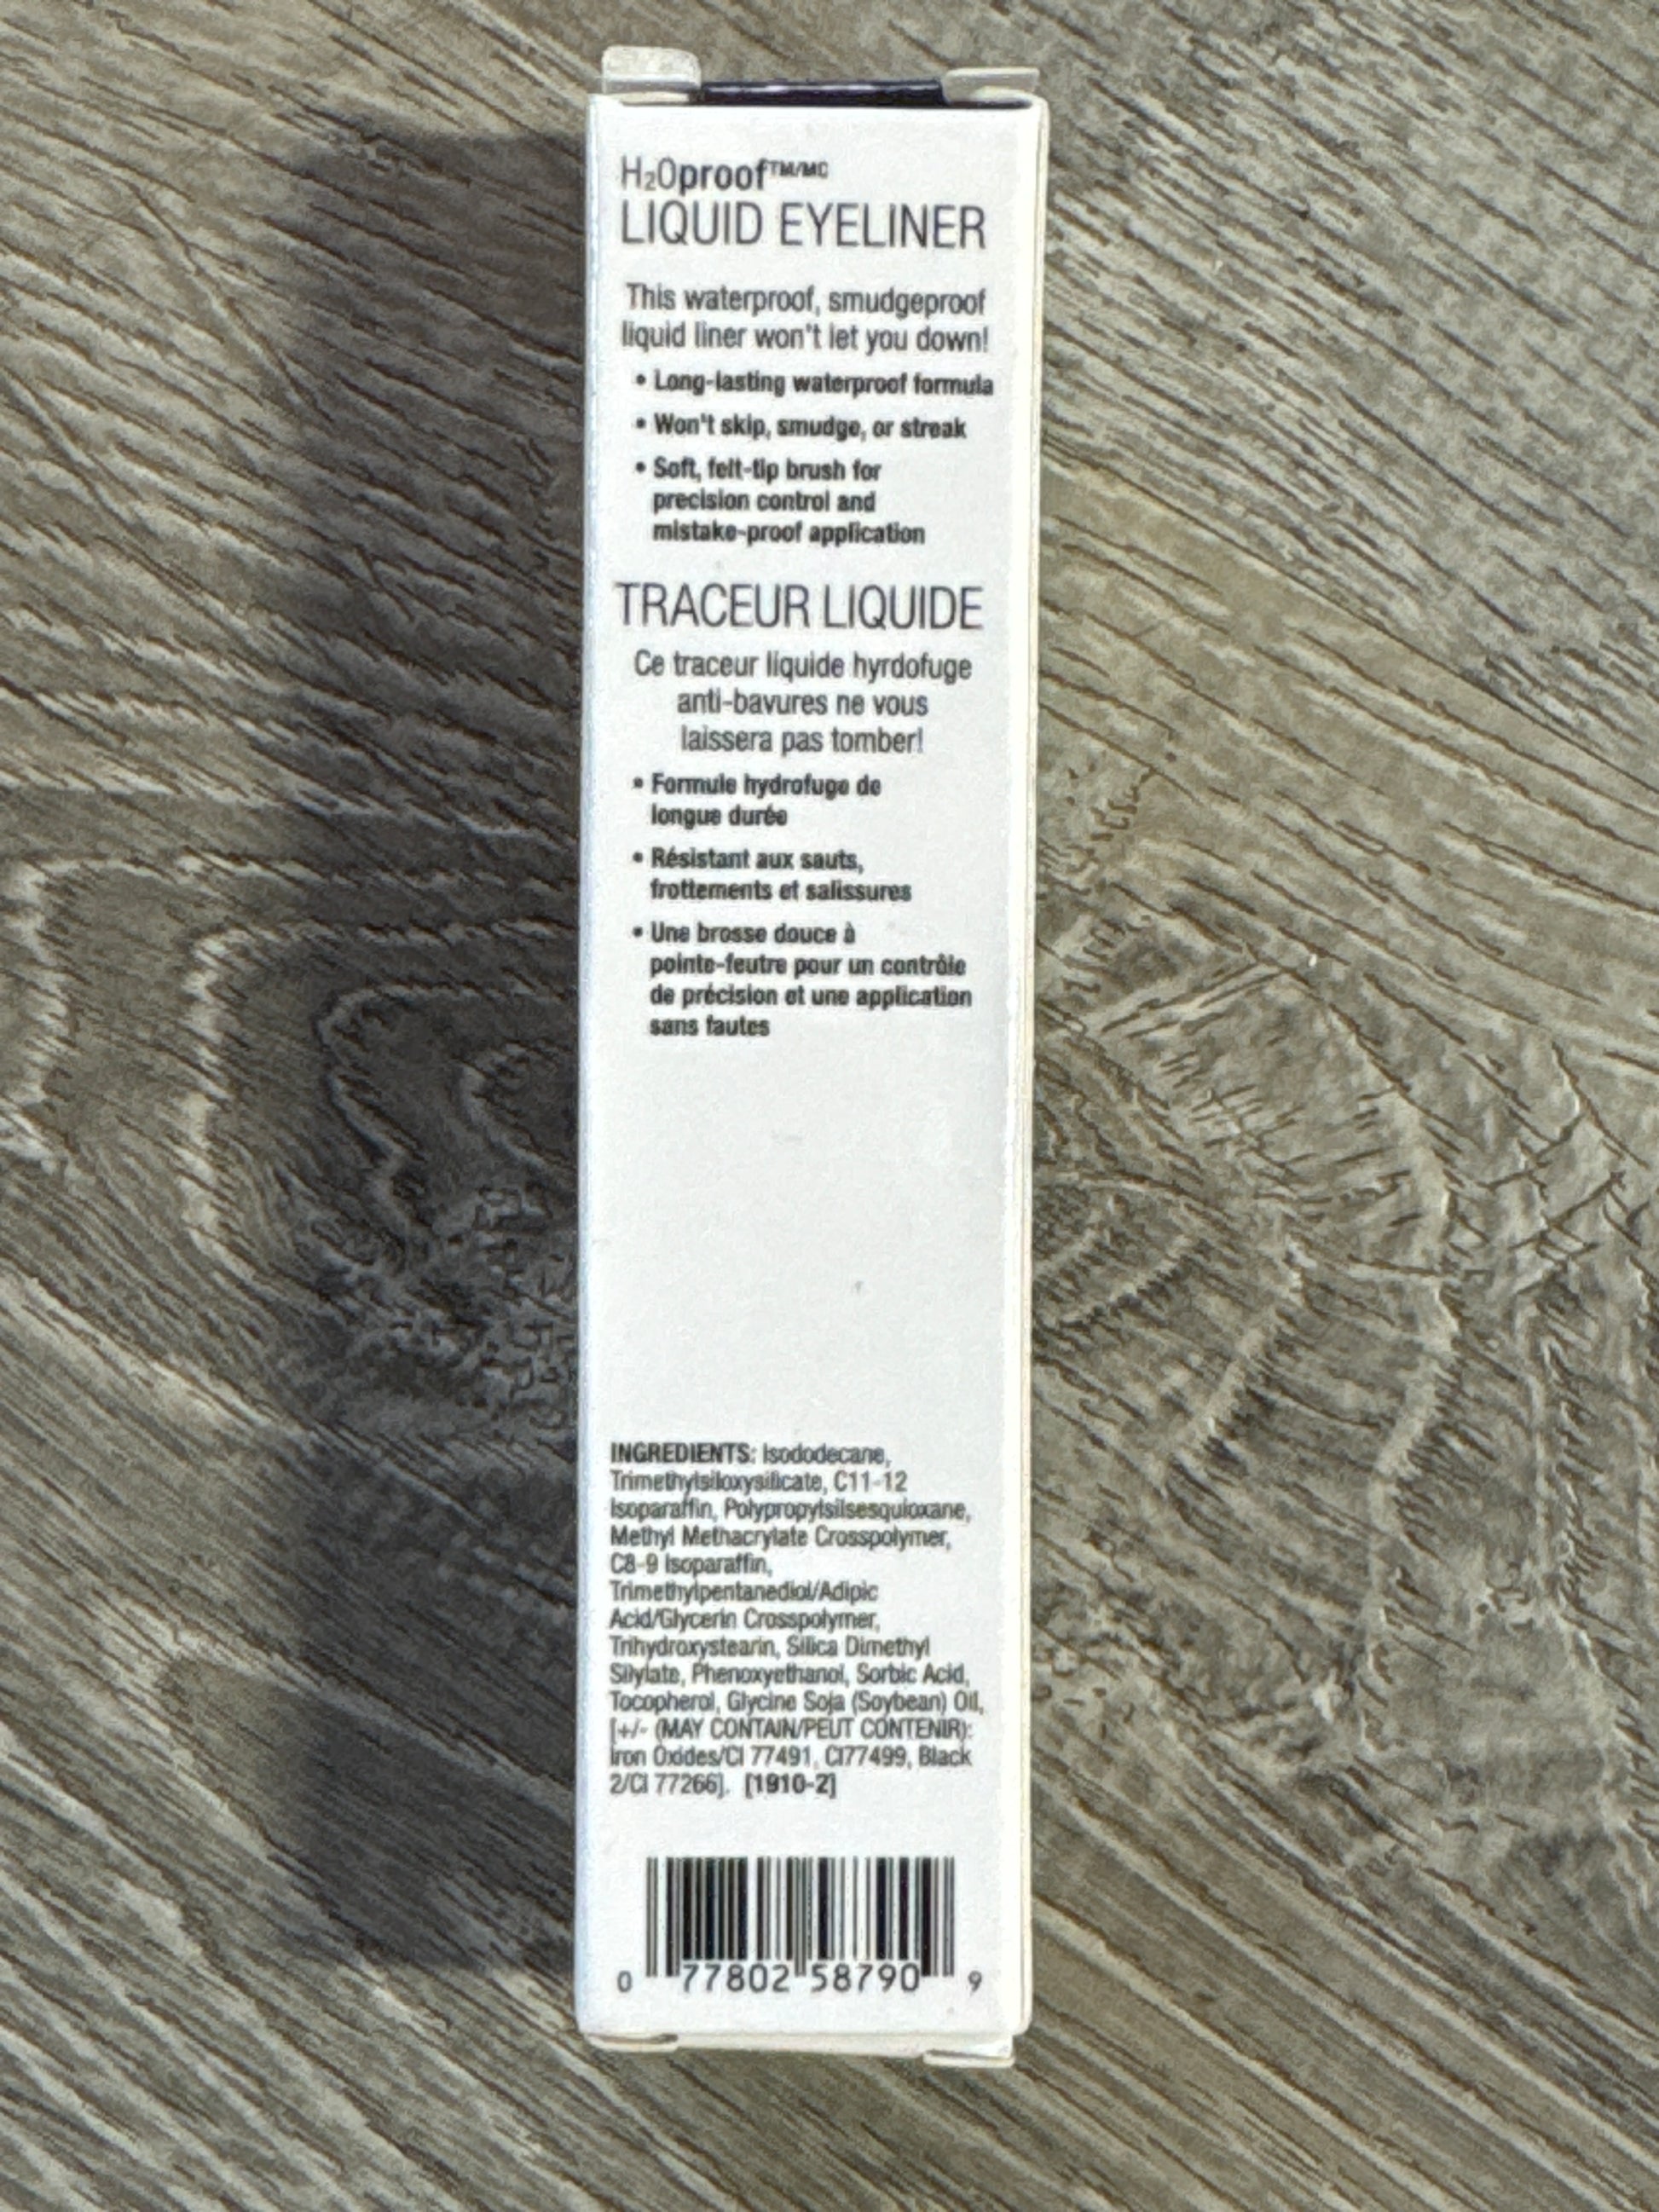 H₂Oproof™/MC
LIQUID EYELINER
This waterproof, smudgeproof
liquid liner won't let you down!
• Long-lasting waterproof formula
• Won't skip, smudge, or streak
• Soft, felt-tip brush for
precision control and
mistake-proof application
TRACEUR LIQUIDE
Ce traceur liquide hyrdofuge
anti-bavures ne vous
laissera pas tomber!
• Formule hydrofuge de
longue durée
• Résistant aux sauts,
frottements et salissures
• Une brosse douce à
pointe-feutre pour un contrôle
de précision et une application
sans fautes
INGREDIENTS: Isododecane,
Trimethylsiloxysilicate, C11-12
Isoparaffin, Polypropylsilsesquioxane,
Methyl Methacrylate Crosspolymer,
C8-9 Isoparaffin,
Trimethylpentanediol/Adipic
Acid/Glycerin Crosspolymer,
Trihydroxystearin, Silica Dimethyl
Silylate, Phenoxyethanol, Sorbic Acid,
Tocopherol, Glycine Soja (Soybean) Oil,
[+/- (MAY CONTAIN/PEUT CONTENIR):
Iron Oxides/CI 77491, CI77499, Black
2/CI 77266]. [1910-2]
0 77802 58790 9